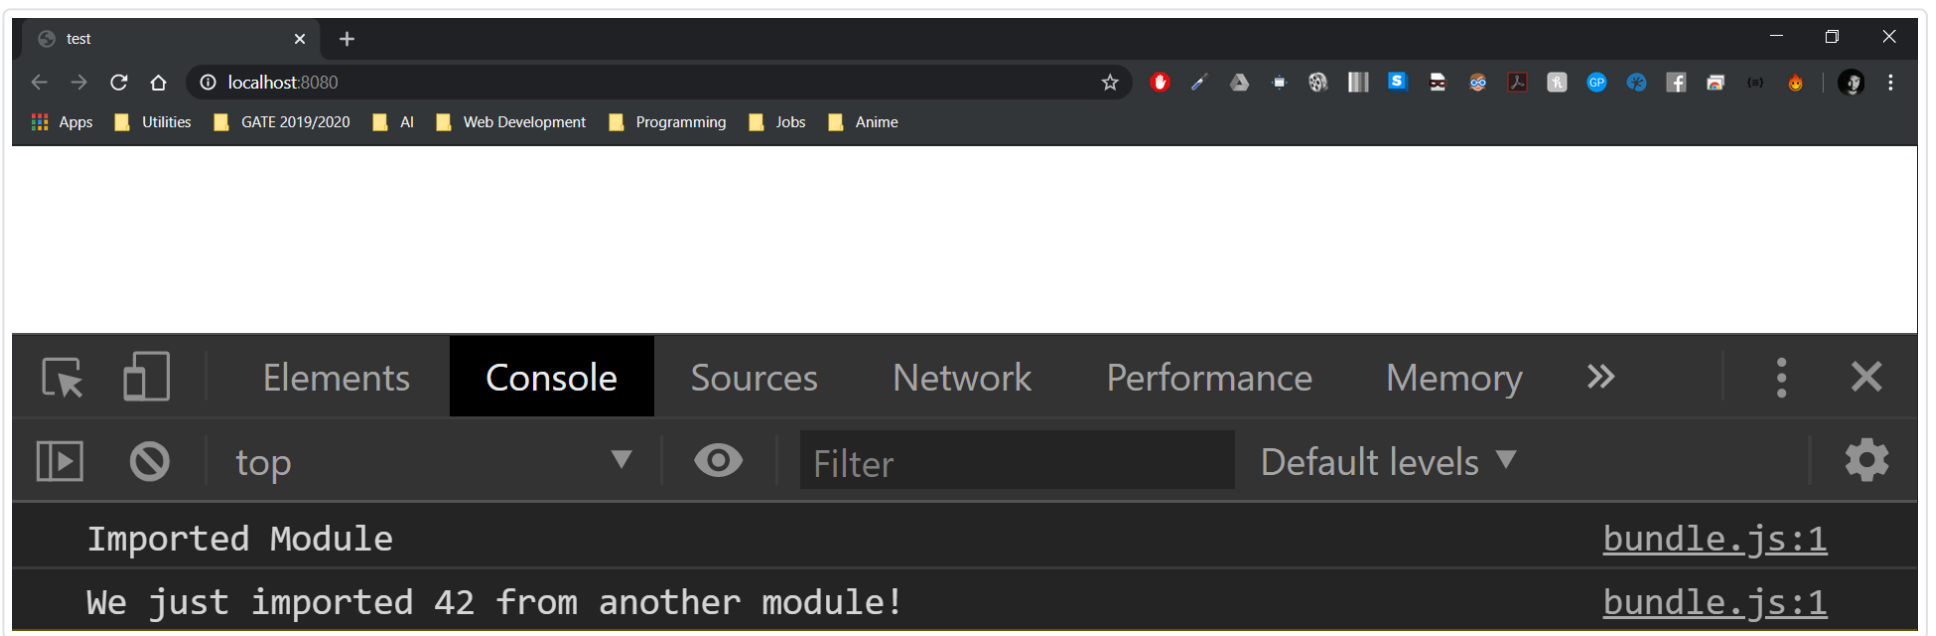 test
localhost:8080
S GP f
Apps Utilities GATE 2019/2020 AI Web Development Programming Jobs Anime
Elements Console Sources Network Performance Memory
top Filter Default levels
Imported Module bundle.js:1
We just imported 42 from another module! bundle.js:1